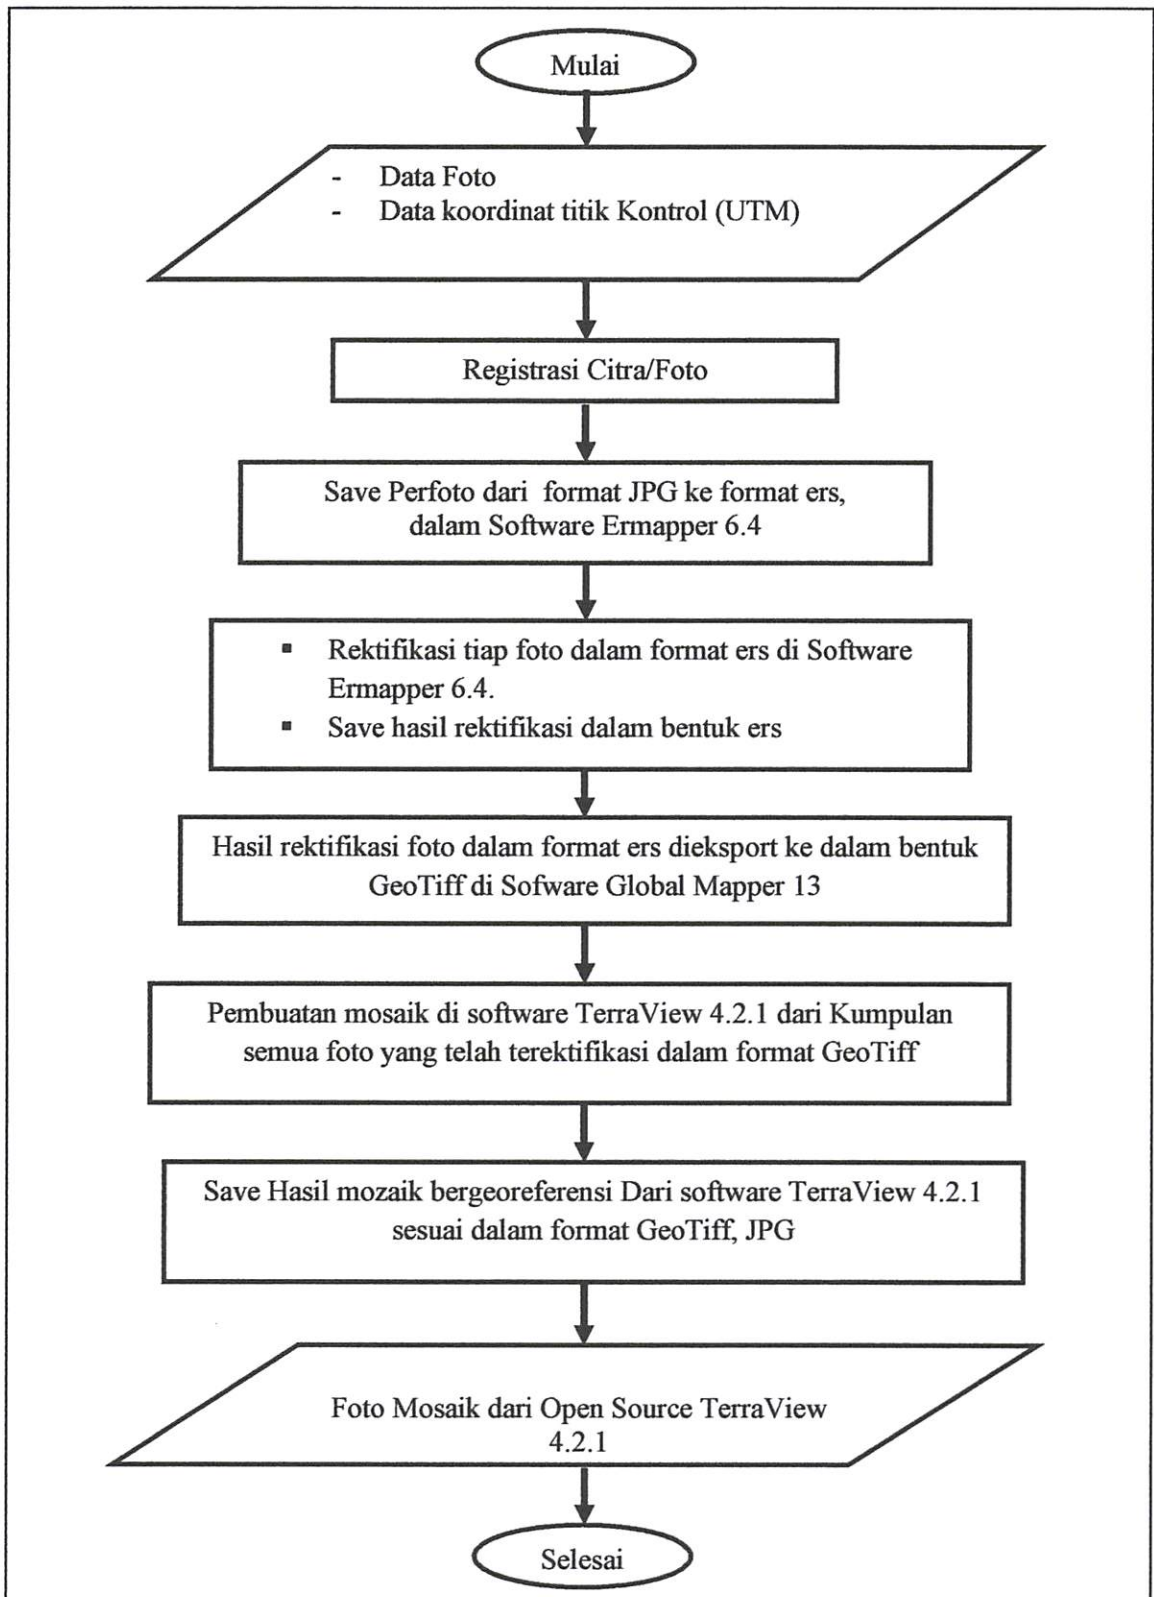 Mulai
- Data Foto
- Data koordinat titik Kontrol (UTM)
Registrasi Citra/Foto
Save Perfoto dari format JPG ke format ers,
dalam Software Ermapper 6.4
▪ Rektifikasi tiap foto dalam format ers di Software
Ermapper 6.4.
▪ Save hasil rektifikasi dalam bentuk ers
Hasil rektifikasi foto dalam format ers dieksport ke dalam bentuk
GeoTiff di Sofware Global Mapper 13
Pembuatan mosaik di software TerraView 4.2.1 dari Kumpulan
semua foto yang telah terektifikasi dalam format GeoTiff
Save Hasil mozaik bergeoreferensi Dari software TerraView 4.2.1
sesuai dalam format GeoTiff, JPG
Foto Mosaik dari Open Source TerraView
4.2.1
Selesai